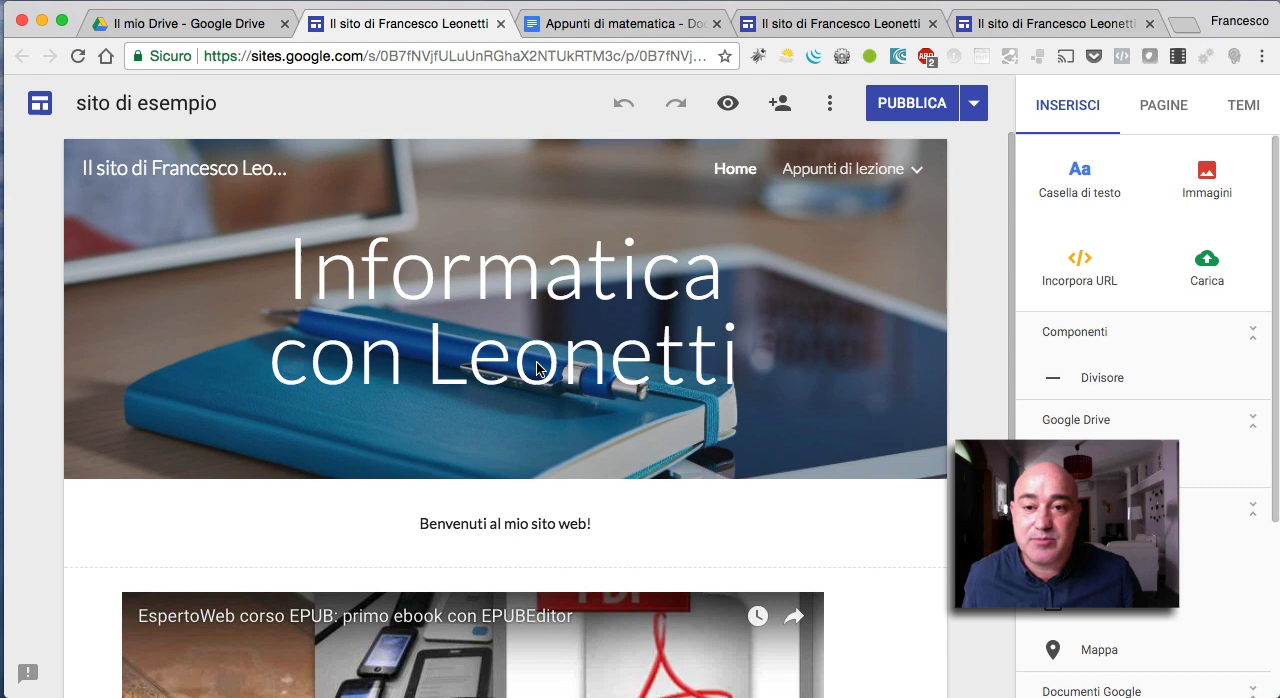 Il mio Drive - Google Drive
Il sito di Francesco Leonetti
Appunti di matematica - Doc
Il sito di Francesco Leonetti
Il sito di Francesco Leonetti
Francesco
Sicuro
https://sites.google.com/s/0B7fNVjfULuUnRGhaX2NTUkRTM3c/p/0B7fNVj...
ABP
2
sito di esempio
PUBBLICA
INSERISCI
PAGINE
TEMI
Il sito di Francesco Leo...
Home
Appunti di lezione
Informatica
con Leonetti
Aa
Casella di testo
Immagini
Incorpora URL
Carica
Componenti
Divisore
Google Drive
Benvenuti al mio sito web!
EspertoWeb corso EPUB: primo ebook con EPUBEditor
Mappa
Documenti Google